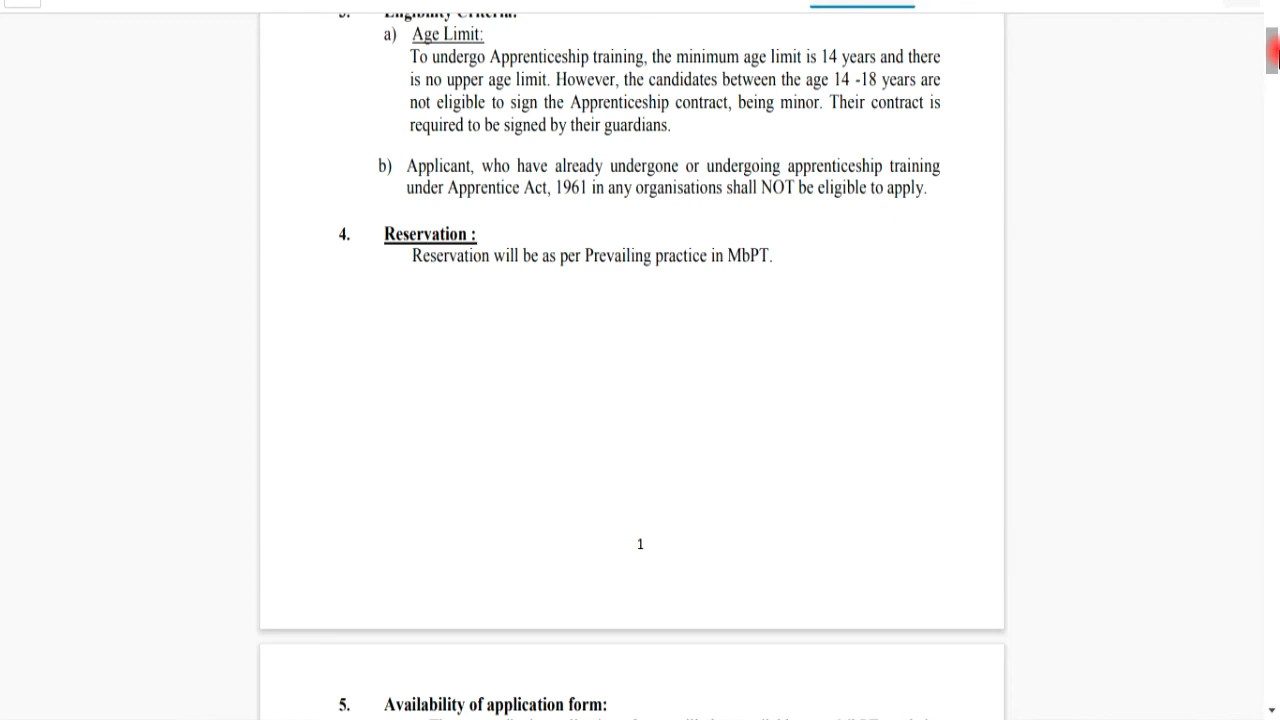 3. Eligibility Criteria:
a) Age Limit:
To undergo Apprenticeship training, the minimum age limit is 14 years and there
is no upper age limit. However, the candidates between the age 14 -18 years are
not eligible to sign the Apprenticeship contract, being minor. Their contract is
required to be signed by their guardians.
b) Applicant, who have already undergone or undergoing apprenticeship training
under Apprentice Act, 1961 in any organisations shall NOT be eligible to apply.
4. Reservation :
Reservation will be as per Prevailing practice in MbPT.
1
5. Availability of application form: